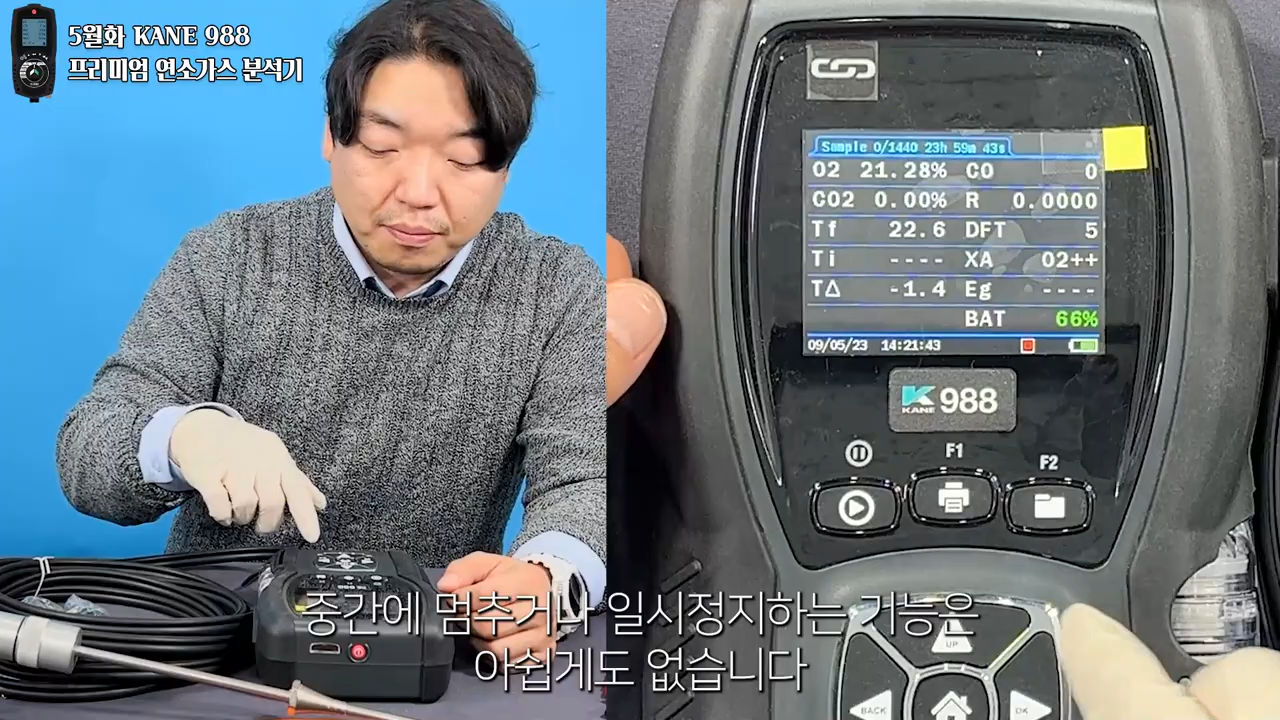 5월화 KANE 988
프리미엄 연소가스 분석기
Sample 0/1440 23h 59m 43s
O2 21.28% CO 0
CO2 0.00% R 0.0000
Tf 22.6 DFT 5
Ti ---- XA O2++
T∆ -1.4 Eg ----
BAT 66%
09/05/23 14:21:43
KANE 988
F1
F2
UP
BACK
OK
중간에 멈추거나 일시정지하는 기능은
아쉽게도 없습니다